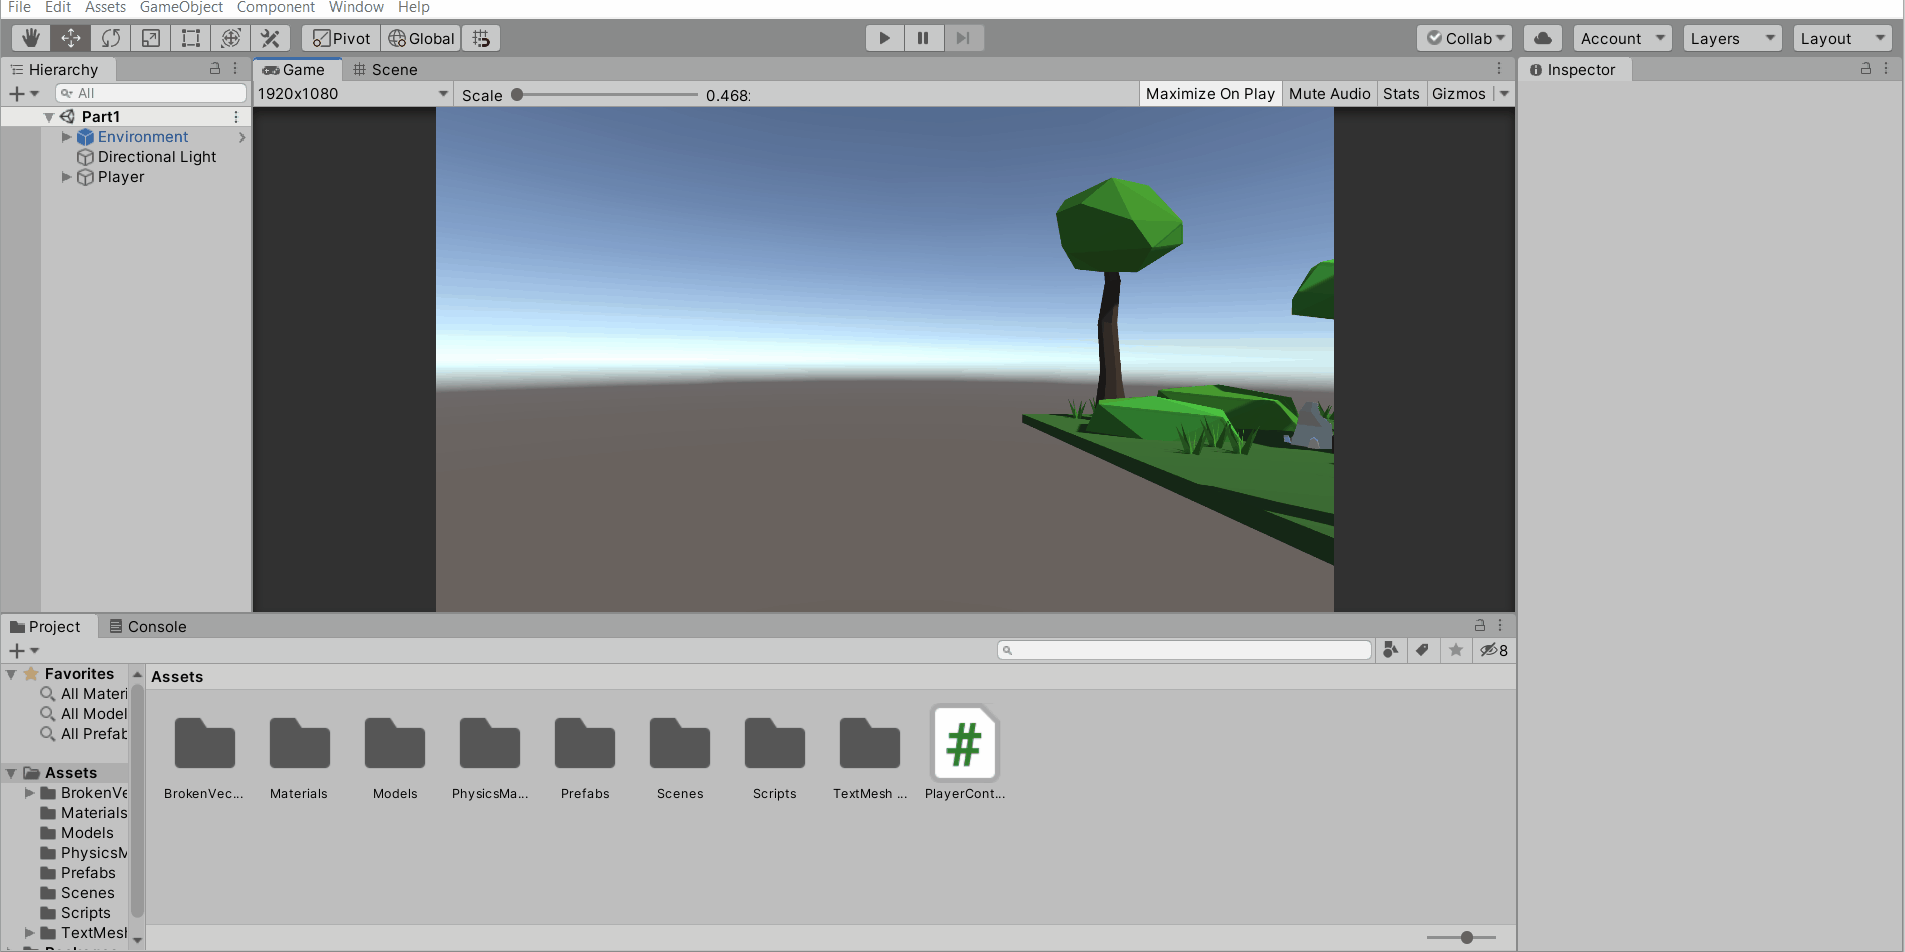 File Edit Assets GameObject Component Window Help
Pivot Global Collab Account Layers Layout
Hierarchy
Game Scene
Inspector
All
1920x1080 Scale 0.468: Maximize On Play Mute Audio Stats Gizmos
Part1
Environment
Directional Light
Player
Project Console
8
Favorites
All Materi
All Model
All Prefab
Assets
BrokenVe
Materials
Models
PhysicsM
Prefabs
Scenes
Scripts
TextMesh
Assets
BrokenVec... Materials Models PhysicsMa... Prefabs Scenes Scripts TextMesh ... PlayerCont...